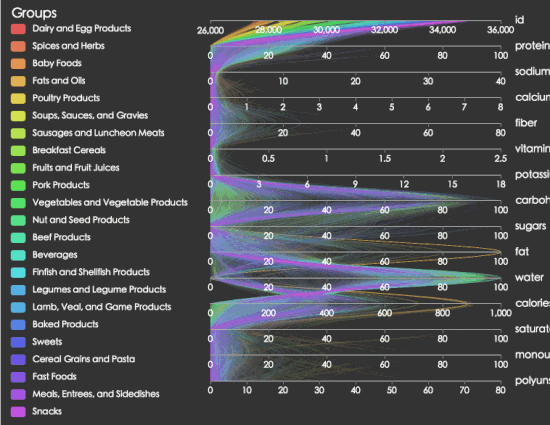 Groups
Dairy and Egg Products
Spices and Herbs
Baby Foods
Fats and Oils
Poultry Products
Soups, Sauces, and Gravies
Sausages and Luncheon Meats
Breakfast Cereals
Fruits and Fruit Juices
Pork Products
Vegetables and Vegetable Products
Nut and Seed Products
Beef Products
Beverages
Finfish and Shellfish Products
Legumes and Legume Products
Lamb, Veal, and Game Products
Baked Products
Sweets
Cereal Grains and Pasta
Fast Foods
Meals, Entrees, and Sidedishes
Snacks
id
26,000 28,000 30,000 32,000 34,000 36,000
protein
0 20 40 60 80 100
sodium
0 10 20 30 40
calcium
0 1 2 3 4 5 6 7 8
fiber
0 20 40 60 80
vitamin
0 0.5 1 1.5 2 2.5
potassi
0 3 6 9 12 15 18
carboh
0 20 40 60 80 100
sugars
0 20 40 60 80 100
fat
0 20 40 60 80 100
water
0 20 40 60 80 100
calories
0 200 400 600 800 1,000
saturate
0 20 40 60 80 100
monou
0 20 40 60 80 100
polyuns
0 10 20 30 40 50 60 70 80